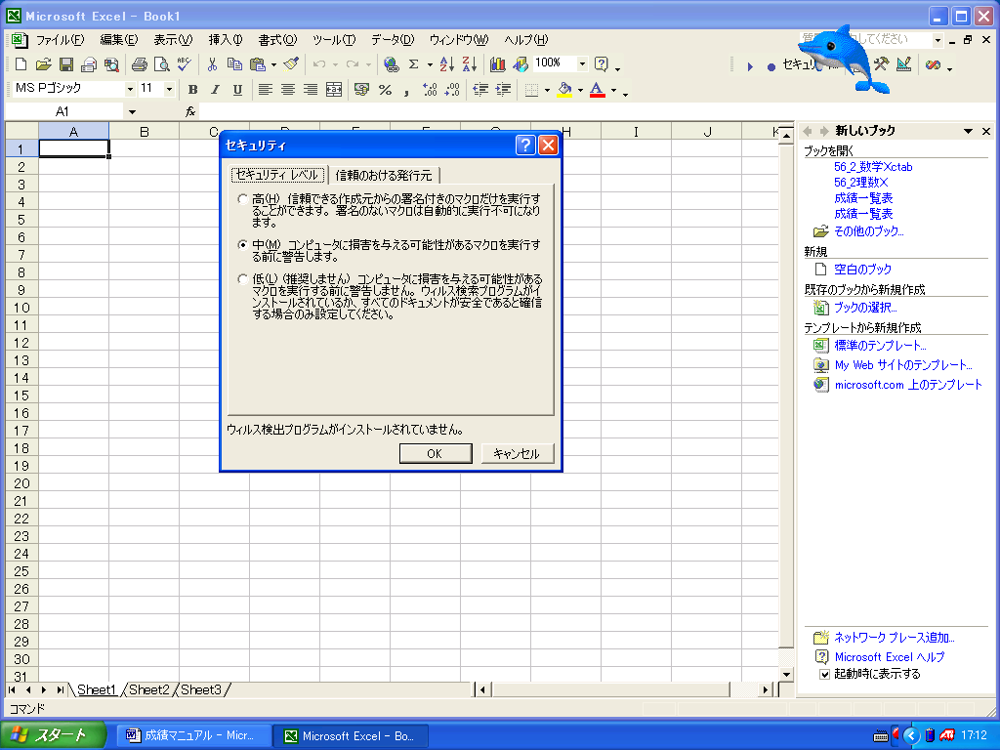 Microsoft Excel - Book1
ファイル(F) 編集(E) 表示(V) 挿入(I) 書式(O) ツール(T) データ(D) ウィンドウ(W) ヘルプ(H)
してください
100%
セキュリ
MS Pゴシック 11 B I U
A1 fx
A B C D E F G H I J K
1
2
3
4
5
6
7
8
9
10
11
12
13
14
15
16
17
18
19
20
21
22
23
24
25
26
27
28
29
30
31
セキュリティ
セキュリティ レベル 信頼のおける発行元
高(H) 信頼できる作成元からの署名付きのマクロだけを実行す
ることができます。署名のないマクロは自動的に実行不可になり
ます。
中(M) コンピュータに損害を与える可能性があるマクロを実行す
る前に警告します。
低(L) (推奨しません) コンピュータに損害を与える可能性がある
マクロを実行する前に警告しません。ウィルス検索プログラムがイ
ンストールされているか、すべてのドキュメントが安全であると確信
する場合のみ設定してください。
ウィルス検出プログラムがインストールされていません。
OK キャンセル
新しいブック
ブックを開く
56_2_数学Xctab
56_2理数X
成績一覧表
成績一覧表
その他のブック...
新規
空白のブック
既存のブックから新規作成
ブックの選択...
テンプレートから新規作成
標準のテンプレート...
My Web サイトのテンプレート...
microsoft.com 上のテンプレート
ネットワーク プレース追加...
Microsoft Excel ヘルプ
起動時に表示する
Sheet1 Sheet2 Sheet3
コマンド
スタート 成績マニュアル - Micr... Microsoft Excel - Bo... 17:12